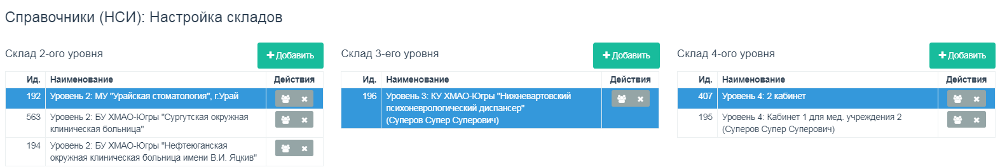 Справочники (НСИ): Настройка складов
Склад 2-ого уровня
Добавить
Ид. Наименование Действия
192 Уровень 2: МУ "Урайская стоматология", г.Урай
563 Уровень 2: БУ ХМАО-Югры "Сургутская окружная
клиническая больница"
194 Уровень 2: БУ ХМАО-Югры "Нефтеюганская
окружная клиническая больница имени В.И. Яцкив"
Склад 3-его уровня
Добавить
Ид. Наименование Действия
196 Уровень 3: КУ ХМАО-Югры "Нижневартовский
психоневрологический диспансер"
(Суперов Супер Суперович)
Склад 4-ого уровня
Добавить
Ид. Наименование Действия
407 Уровень 4: 2 кабинет
195 Уровень 4: Кабинет 1 для мед. учреждения 2
(Суперов Супер Суперович)